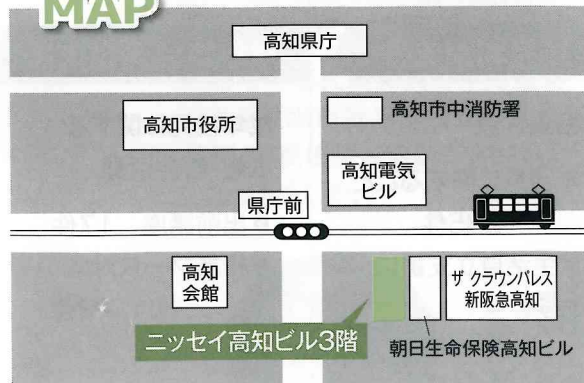 MAP
高知県庁
高知市役所
高知市中消防署
高知電気
ビル
県庁前
高知
会館
ザ クラウンパレス
新阪急高知
ニッセイ高知ビル3階
朝日生命保険高知ビル